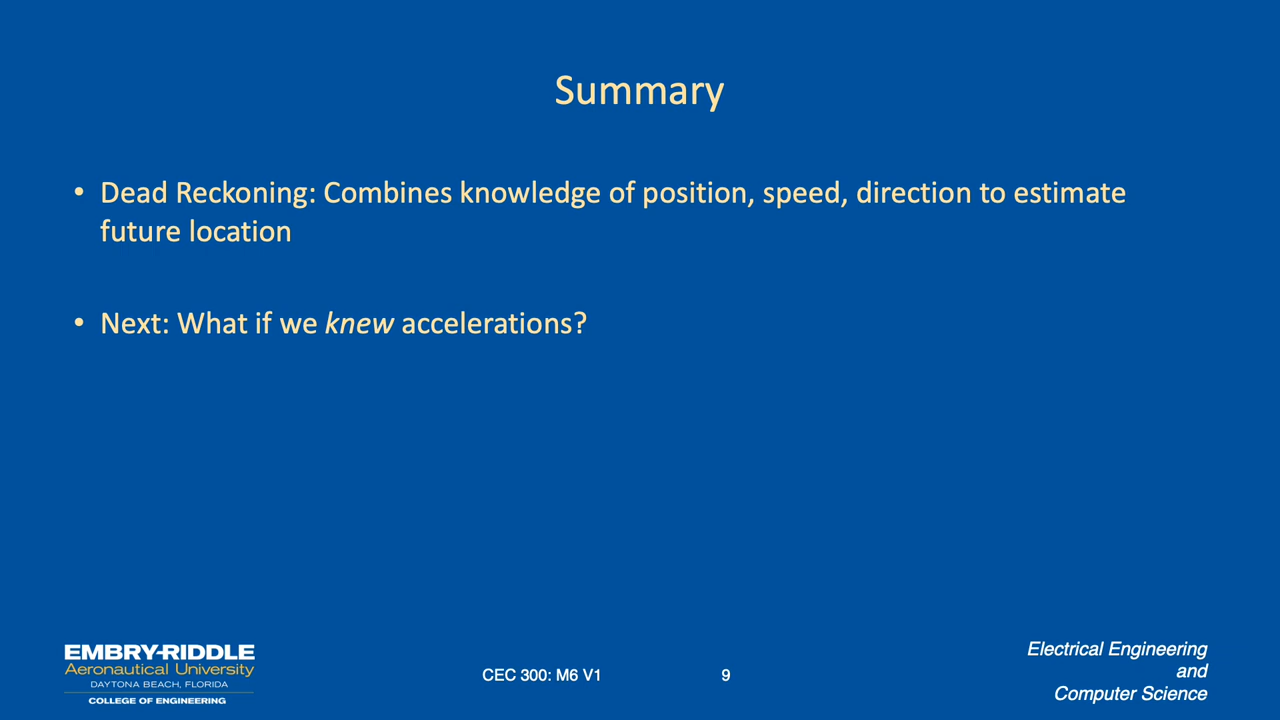 Summary
• Dead Reckoning: Combines knowledge of position, speed, direction to estimate
future location
• Next: What if we knew accelerations?
EMBRY-RIDDLE
Aeronautical University
DAYTONA BEACH, FLORIDA
COLLEGE OF ENGINEERING
CEC 300: M6 V1
9
Electrical Engineering
and
Computer Science